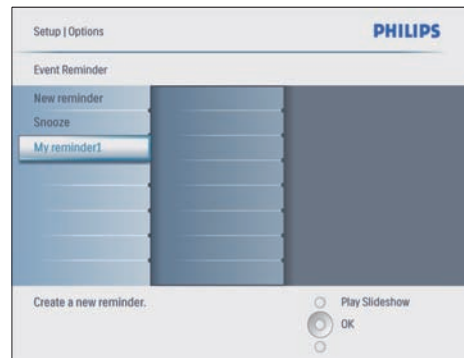 Setup | Options
PHILIPS
Event Reminder
New reminder
Snooze
My reminder1
Create a new reminder.
Play Slideshow
OK